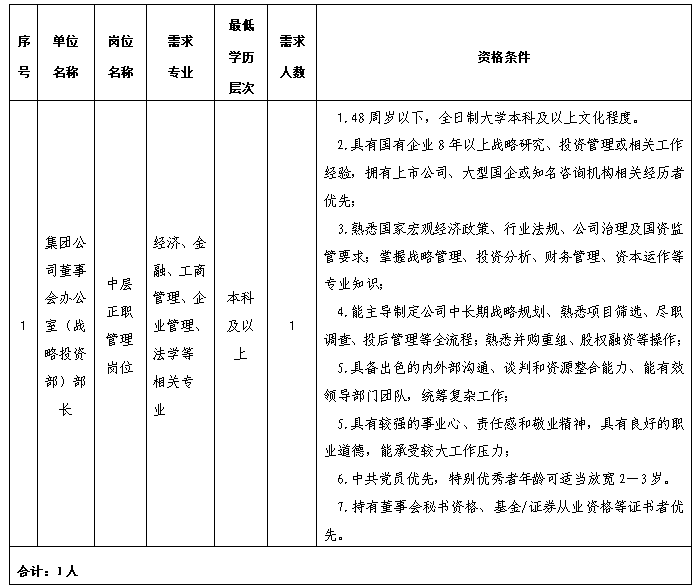 序
号
单位
名称
岗位
名称
需求
专业
最低
学历
层次
需求
人数
资格条件
1
集团公
司董事
会办公
室（战
略投资
部）部
长
中层
正职
管理
岗位
经济、金
融、工商
管理、企
业管理、
法学等
相关专
业
本科
及以
上
1
1.48周岁以下，全日制大学本科及以上文化程度。
2.具有国有企业8年以上战略研究、投资管理或相关工作
经验，拥有上市公司、大型国企或知名咨询机构相关经历者
优先；
3.熟悉国家宏观经济政策、行业法规、公司治理及国资监
管要求；掌握战略管理、投资分析、财务管理、资本运作等
专业知识；
4.能主导制定公司中长期战略规划、熟悉项目筛选、尽职
调查、投后管理等全流程；熟悉并购重组、股权融资等操作；
5.具备出色的内外部沟通、谈判和资源整合能力、能有效
领导部门团队，统筹复杂工作；
5.具有较强的事业心、责任感和敬业精神，具有良好的职
业道德，能承受较大工作压力；
6.中共党员优先，特别优秀者年龄可适当放宽2—3岁。
7.持有董事会秘书资格、基金/证券从业资格等证书者优
先。
合计：1人